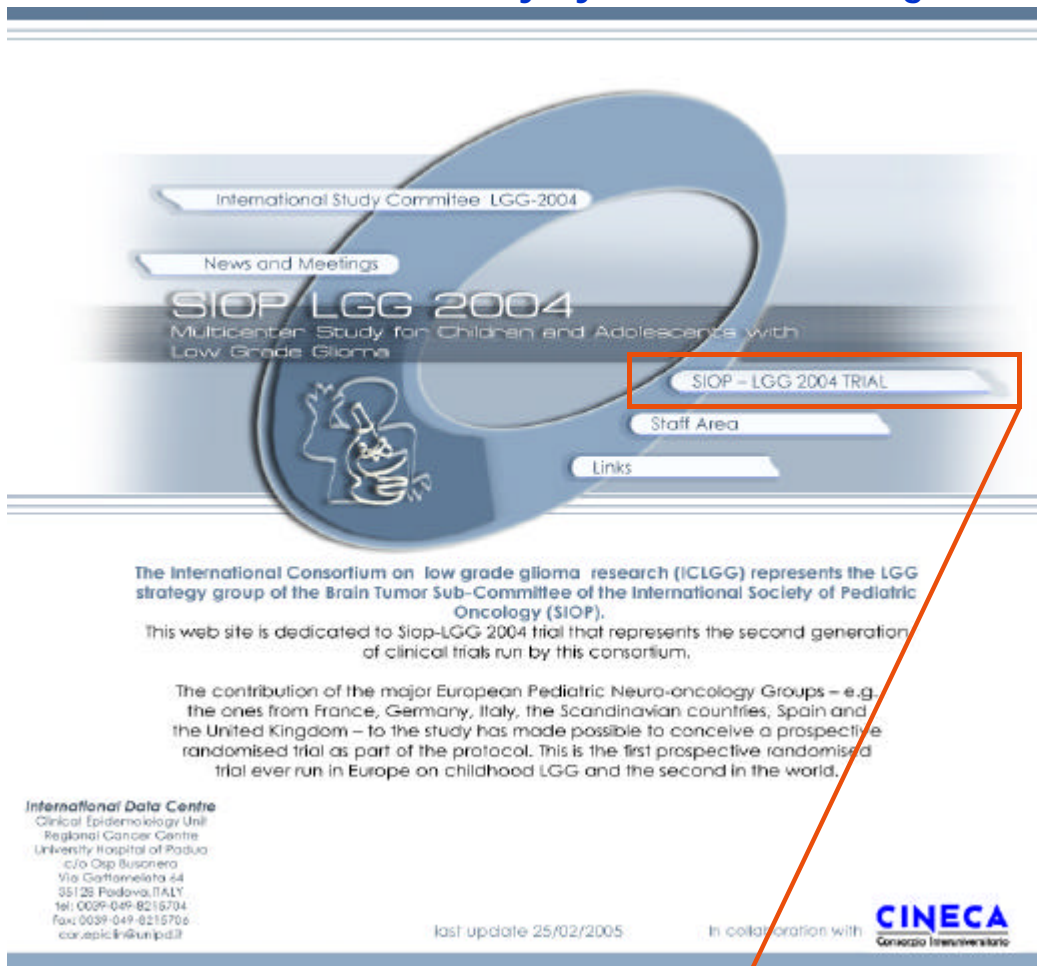 International Study Commitee LGG-2004
News and Meetings
SIOP LGG 2004
Multicenter Study for Children and Adolescents with
Low Grade Glioma
SIOP – LGG 2004 TRIAL
Staff Area
Links
The International Consortium on low grade glioma research (ICLGG) represents the LGG
strategy group of the Brain Tumor Sub-Committee of the International Society of Pediatric
Oncology (SIOP).
This web site is dedicated to Siop-LGG 2004 trial that represents the second generation
of clinical trials run by this consortium.
The contribution of the major European Pediatric Neuro-oncology Groups – e.g.
the ones from France, Germany, Italy, the Scandinavian countries, Spain and
the United Kingdom – to the study has made possible to conceive a prospective
randomised trial as part of the protocol. This is the first prospective randomised
trial ever run in Europe on childhood LGG and the second in the world.
International Data Centre
Clinical Epidemiology Unit
Regional Cancer Centre
University Hospital of Padua
c/o Osp Busonera
Via Gattamelata 64
35128 Padova, ITALY
tel: 0039-049-8215704
Fax: 0039-049-8215706
car.epiclin@unipd.it
last update 25/02/2005
In collaboration with
CINECA
Consorzio Interuniversitario